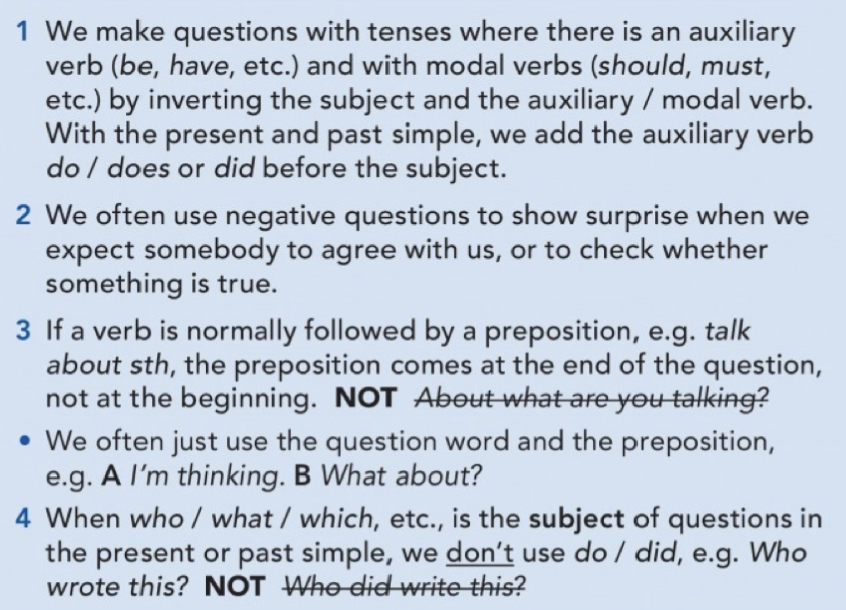 1 We make questions with tenses where there is an auxiliary
verb (be, have, etc.) and with modal verbs (should, must,
etc.) by inverting the subject and the auxiliary / modal verb.
With the present and past simple, we add the auxiliary verb
do / does or did before the subject.
2 We often use negative questions to show surprise when we
expect somebody to agree with us, or to check whether
something is true.
3 If a verb is normally followed by a preposition, e.g. talk
about sth, the preposition comes at the end of the question,
not at the beginning. NOT About what are you talking?
• We often just use the question word and the preposition,
e.g. A I'm thinking. B What about?
4 When who / what / which, etc., is the subject of questions in
the present or past simple, we don't use do / did, e.g. Who
wrote this? NOT Who did write this?